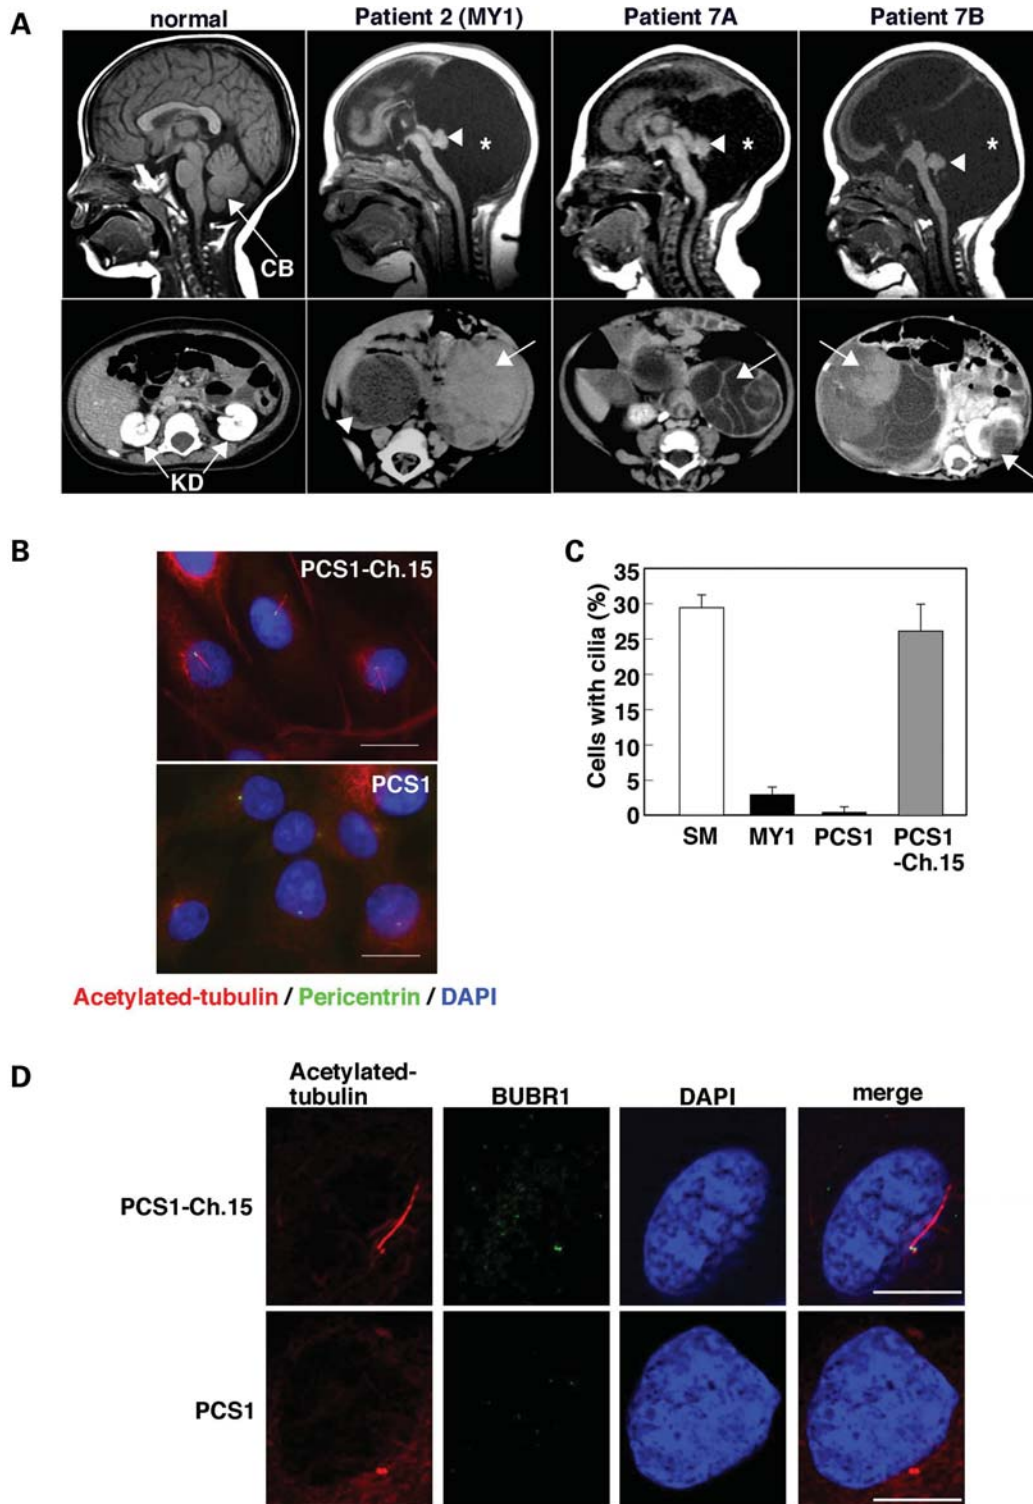 A
normal
Patient 2 (MY1)
Patient 7A
Patient 7B
*
*
*
CB
KD
B
PCS1-Ch.15
PCS1
Acetylated-tubulin / Pericentrin / DAPI
C
Cells with cilia (%)
35
30
25
20
15
10
5
0
SM
MY1
PCS1
PCS1
-Ch.15
D
Acetylated-
tubulin
BUBR1
DAPI
merge
PCS1-Ch.15
PCS1